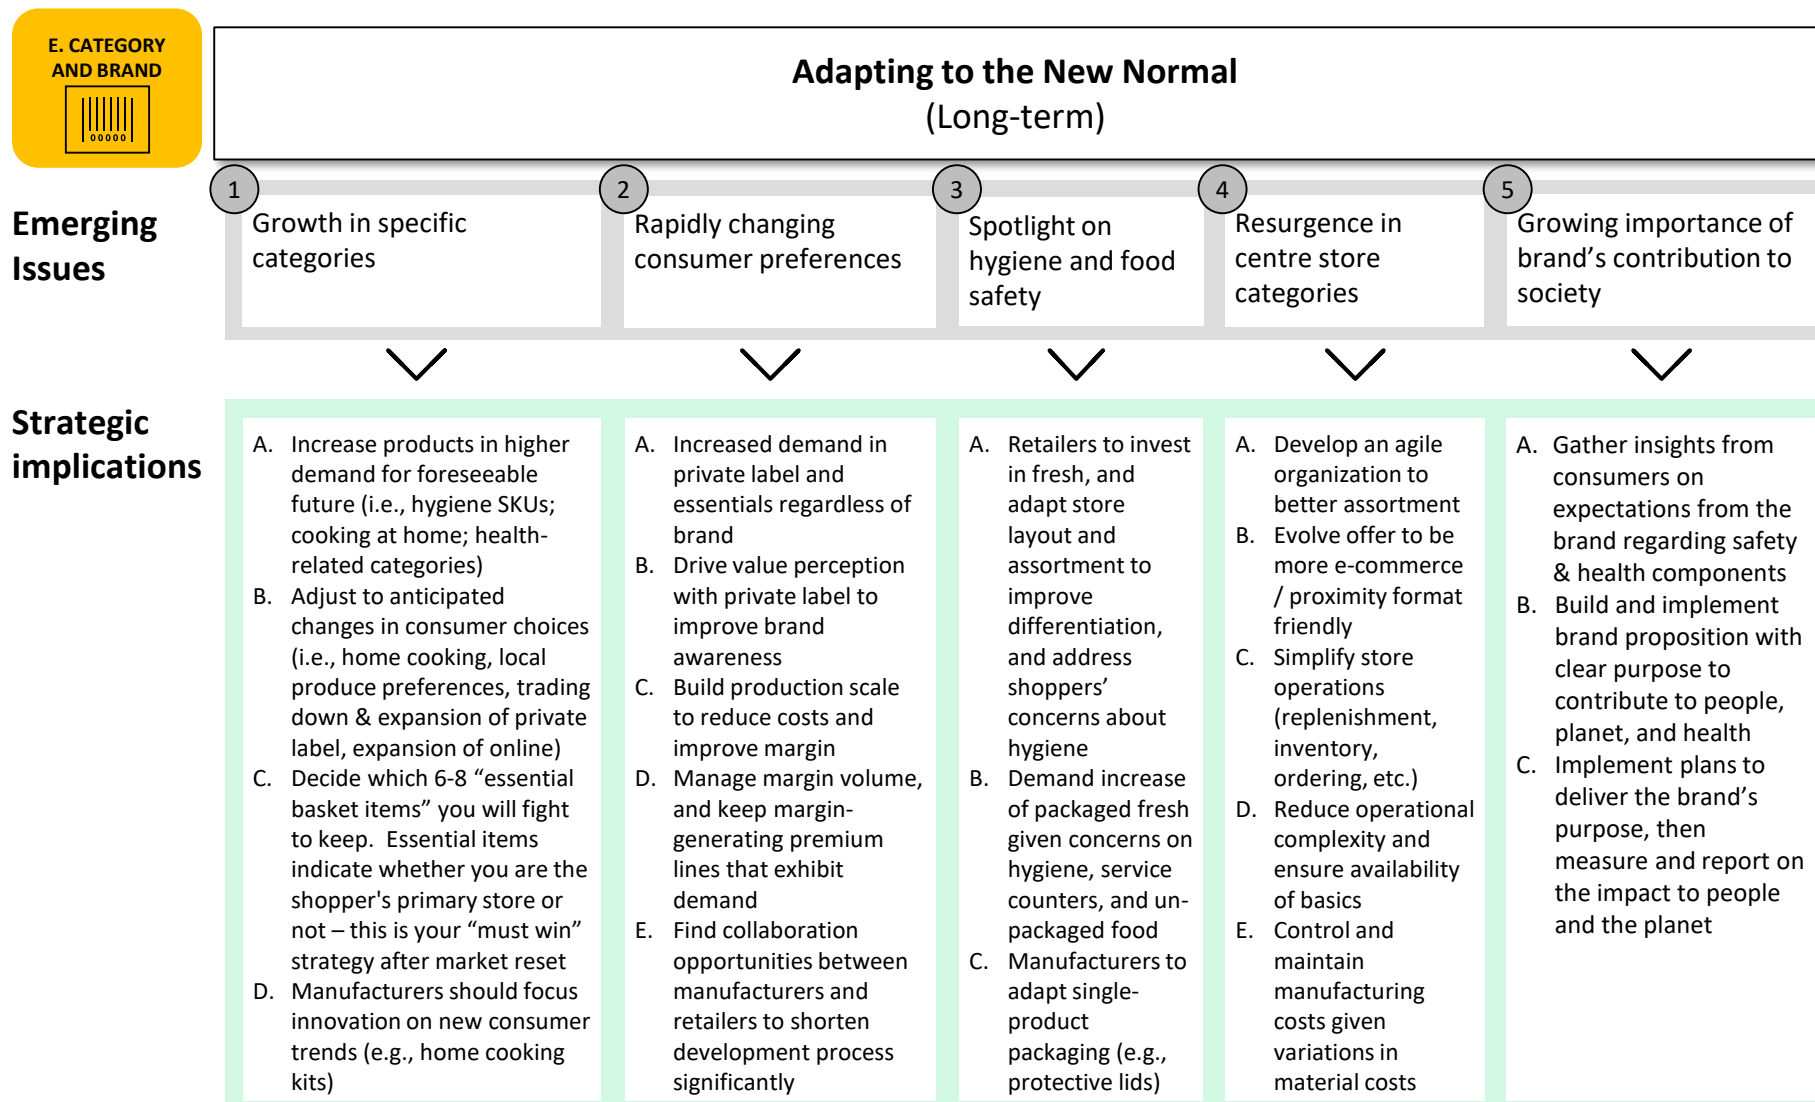 E. CATEGORY
AND BRAND
00000
Adapting to the New Normal
(Long-term)
Emerging
Issues
1
Growth in specific
categories
2
Rapidly changing
consumer preferences
3
Spotlight on
hygiene and food
safety
4
Resurgence in
centre store
categories
5
Growing importance of
brand’s contribution to
society
Strategic
implications
A. Increase products in higher
demand for foreseeable
future (i.e., hygiene SKUs;
cooking at home; health-
related categories)
B. Adjust to anticipated
changes in consumer choices
(i.e., home cooking, local
produce preferences, trading
down & expansion of private
label, expansion of online)
C. Decide which 6-8 “essential
basket items” you will fight
to keep.  Essential items
indicate whether you are the
shopper's primary store or
not – this is your “must win”
strategy after market reset
D. Manufacturers should focus
innovation on new consumer
trends (e.g., home cooking
kits)
A. Increased demand in
private label and
essentials regardless of
brand
B. Drive value perception
with private label to
improve brand
awareness
C. Build production scale
to reduce costs and
improve margin
D. Manage margin volume,
and keep margin-
generating premium
lines that exhibit
demand
E. Find collaboration
opportunities between
manufacturers and
retailers to shorten
development process
significantly
A. Retailers to invest
in fresh, and
adapt store
layout and
assortment to
improve
differentiation,
and address
shoppers’
concerns about
hygiene
B. Demand increase
of packaged fresh
given concerns on
hygiene, service
counters, and un-
packaged food
C. Manufacturers to
adapt single-
product
packaging (e.g.,
protective lids)
A. Develop an agile
organization to
better assortment
B. Evolve offer to be
more e-commerce
/ proximity format
friendly
C. Simplify store
operations
(replenishment,
inventory,
ordering, etc.)
D. Reduce operational
complexity and
ensure availability
of basics
E. Control and
maintain
manufacturing
costs given
variations in
material costs
A. Gather insights from
consumers on
expectations from the
brand regarding safety
& health components
B. Build and implement
brand proposition with
clear purpose to
contribute to people,
planet, and health
C. Implement plans to
deliver the brand’s
purpose, then
measure and report on
the impact to people
and the planet